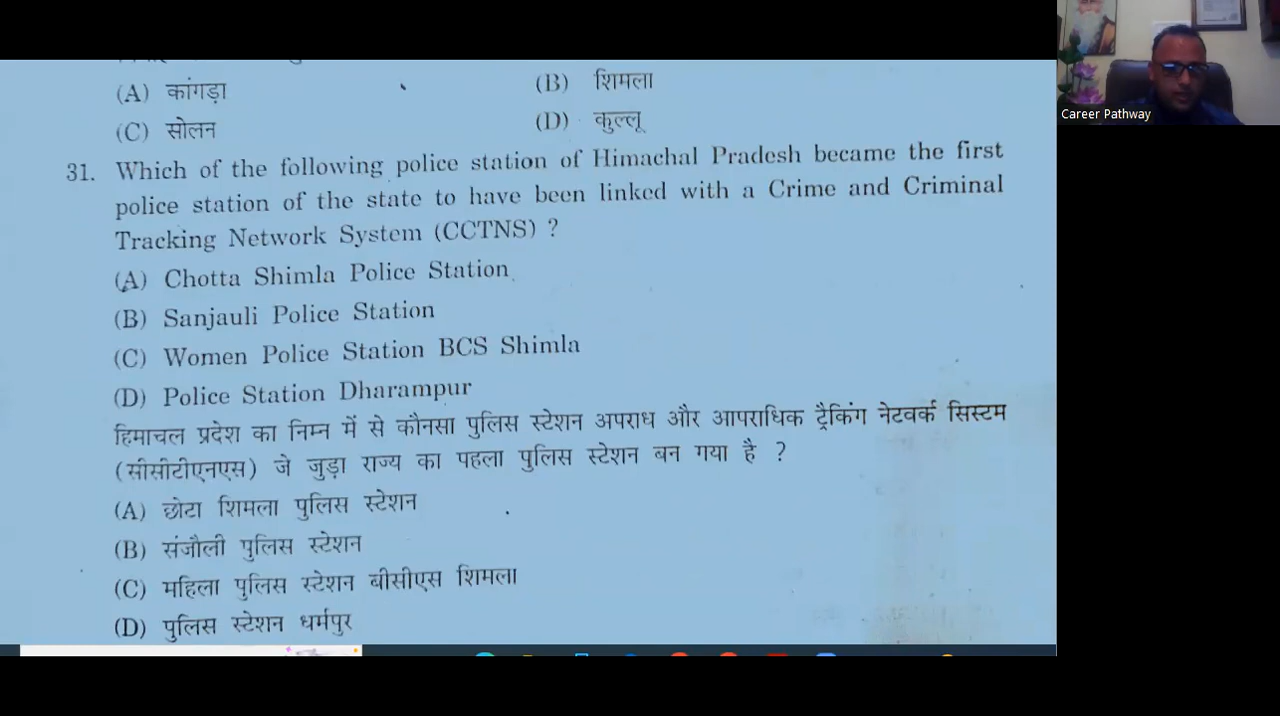 (A) कांगड़ा
(B) शिमला
(C) सोलन
(D) कुल्लू
31. Which of the following police station of Himachal Pradesh became the first
police station of the state to have been linked with a Crime and Criminal
Tracking Network System (CCTNS) ?
(A) Chotta Shimla Police Station
(B) Sanjauli Police Station
(C) Women Police Station BCS Shimla
(D) Police Station Dharampur
हिमाचल प्रदेश का निम्न में से कौनसा पुलिस स्टेशन अपराध और आपराधिक ट्रैकिंग नेटवर्क सिस्टम
(सीसीटीएनएस) जे जुड़ा राज्य का पहला पुलिस स्टेशन बन गया है ?
(A) छोटा शिमला पुलिस स्टेशन
(B) संजौली पुलिस स्टेशन
(C) महिला पुलिस स्टेशन बीसीएस शिमला
(D) पुलिस स्टेशन धर्मपुर
Career Pathway